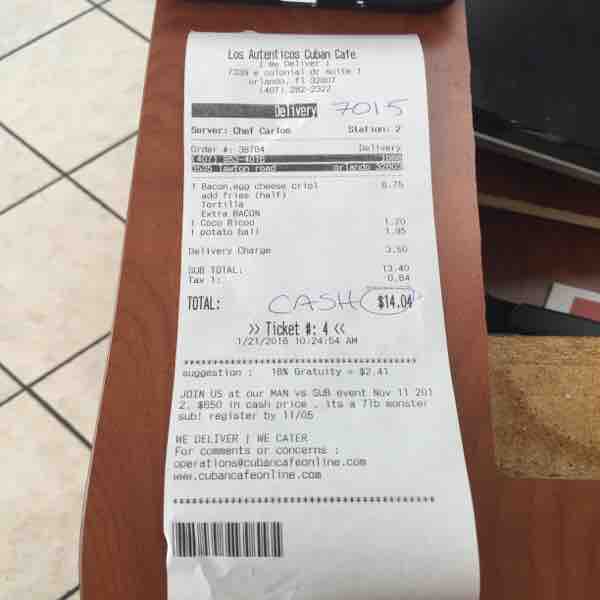 Los Autenticos Cuban Cafe
| We Deliver |
7339 e colonial dr suite 1
orlando, fl 32807
(407) 282-2322
Delivery 7015
Server: Chef Carlos Station: 2
Order #: 38784 Delivery
lawton road orlando 32803
1 Bacon,egg cheese criol 6.75
add fries (half)
Tortilla
Extra BACON
1 Coco Ricoo 1.20
1 potato ball 1.95
Delivery Charge 3.50
SUB TOTAL: 13.40
Tax 1: 0.64
TOTAL: CASH $14.04
>> Ticket #: 4 <<
1/21/2016 10:24:54 AM
suggestion : 18% Gratuity = $2.41
JOIN US at our MAN vs SUB event Nov 11 201
2. $650 in cash price . its a 7lb monster
sub! register by 11/05
WE DELIVER | WE CATER
For comments or concerns :
operations@cubancafeonline.com
www.cubancafeonline.com